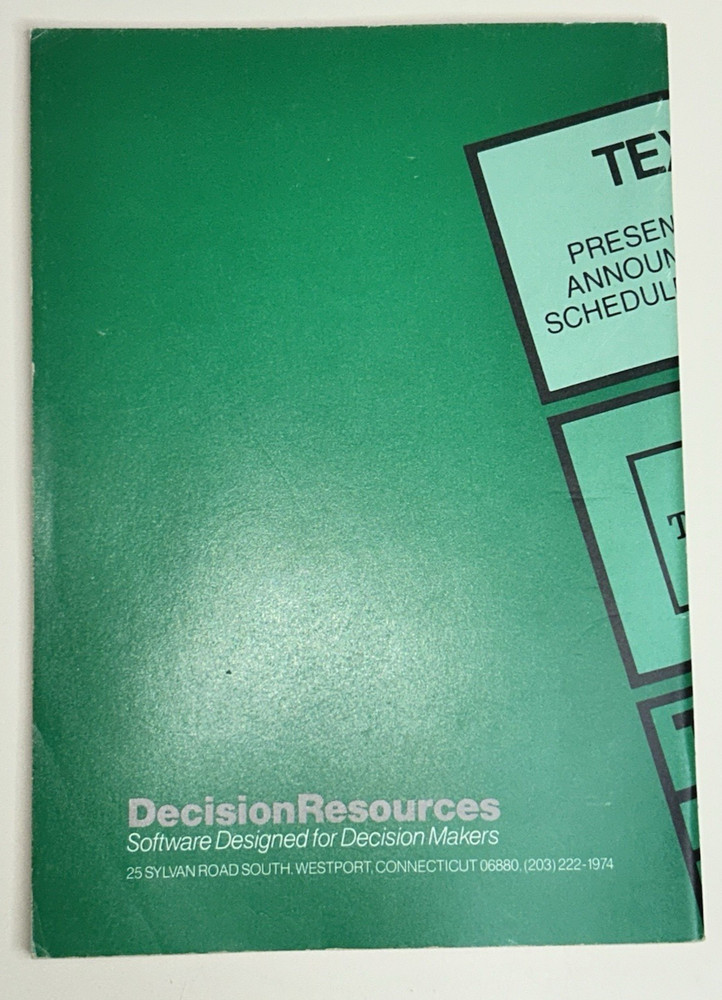 TEX
PRESEN
ANNOUN
SCHEDUL
T
DecisionResources
Software Designed for Decision Makers
25 SYLVAN ROAD SOUTH, WESTPORT, CONNECTICUT 06880, (203) 222-1974